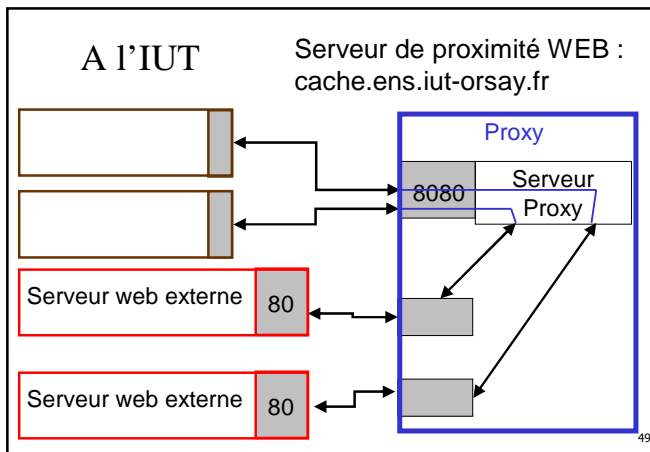 A l'IUT
Serveur de proximité WEB :
cache.ens.iut-orsay.fr
Proxy
8080
Serveur
Proxy
Serveur web externe
80
Serveur web externe
80
49